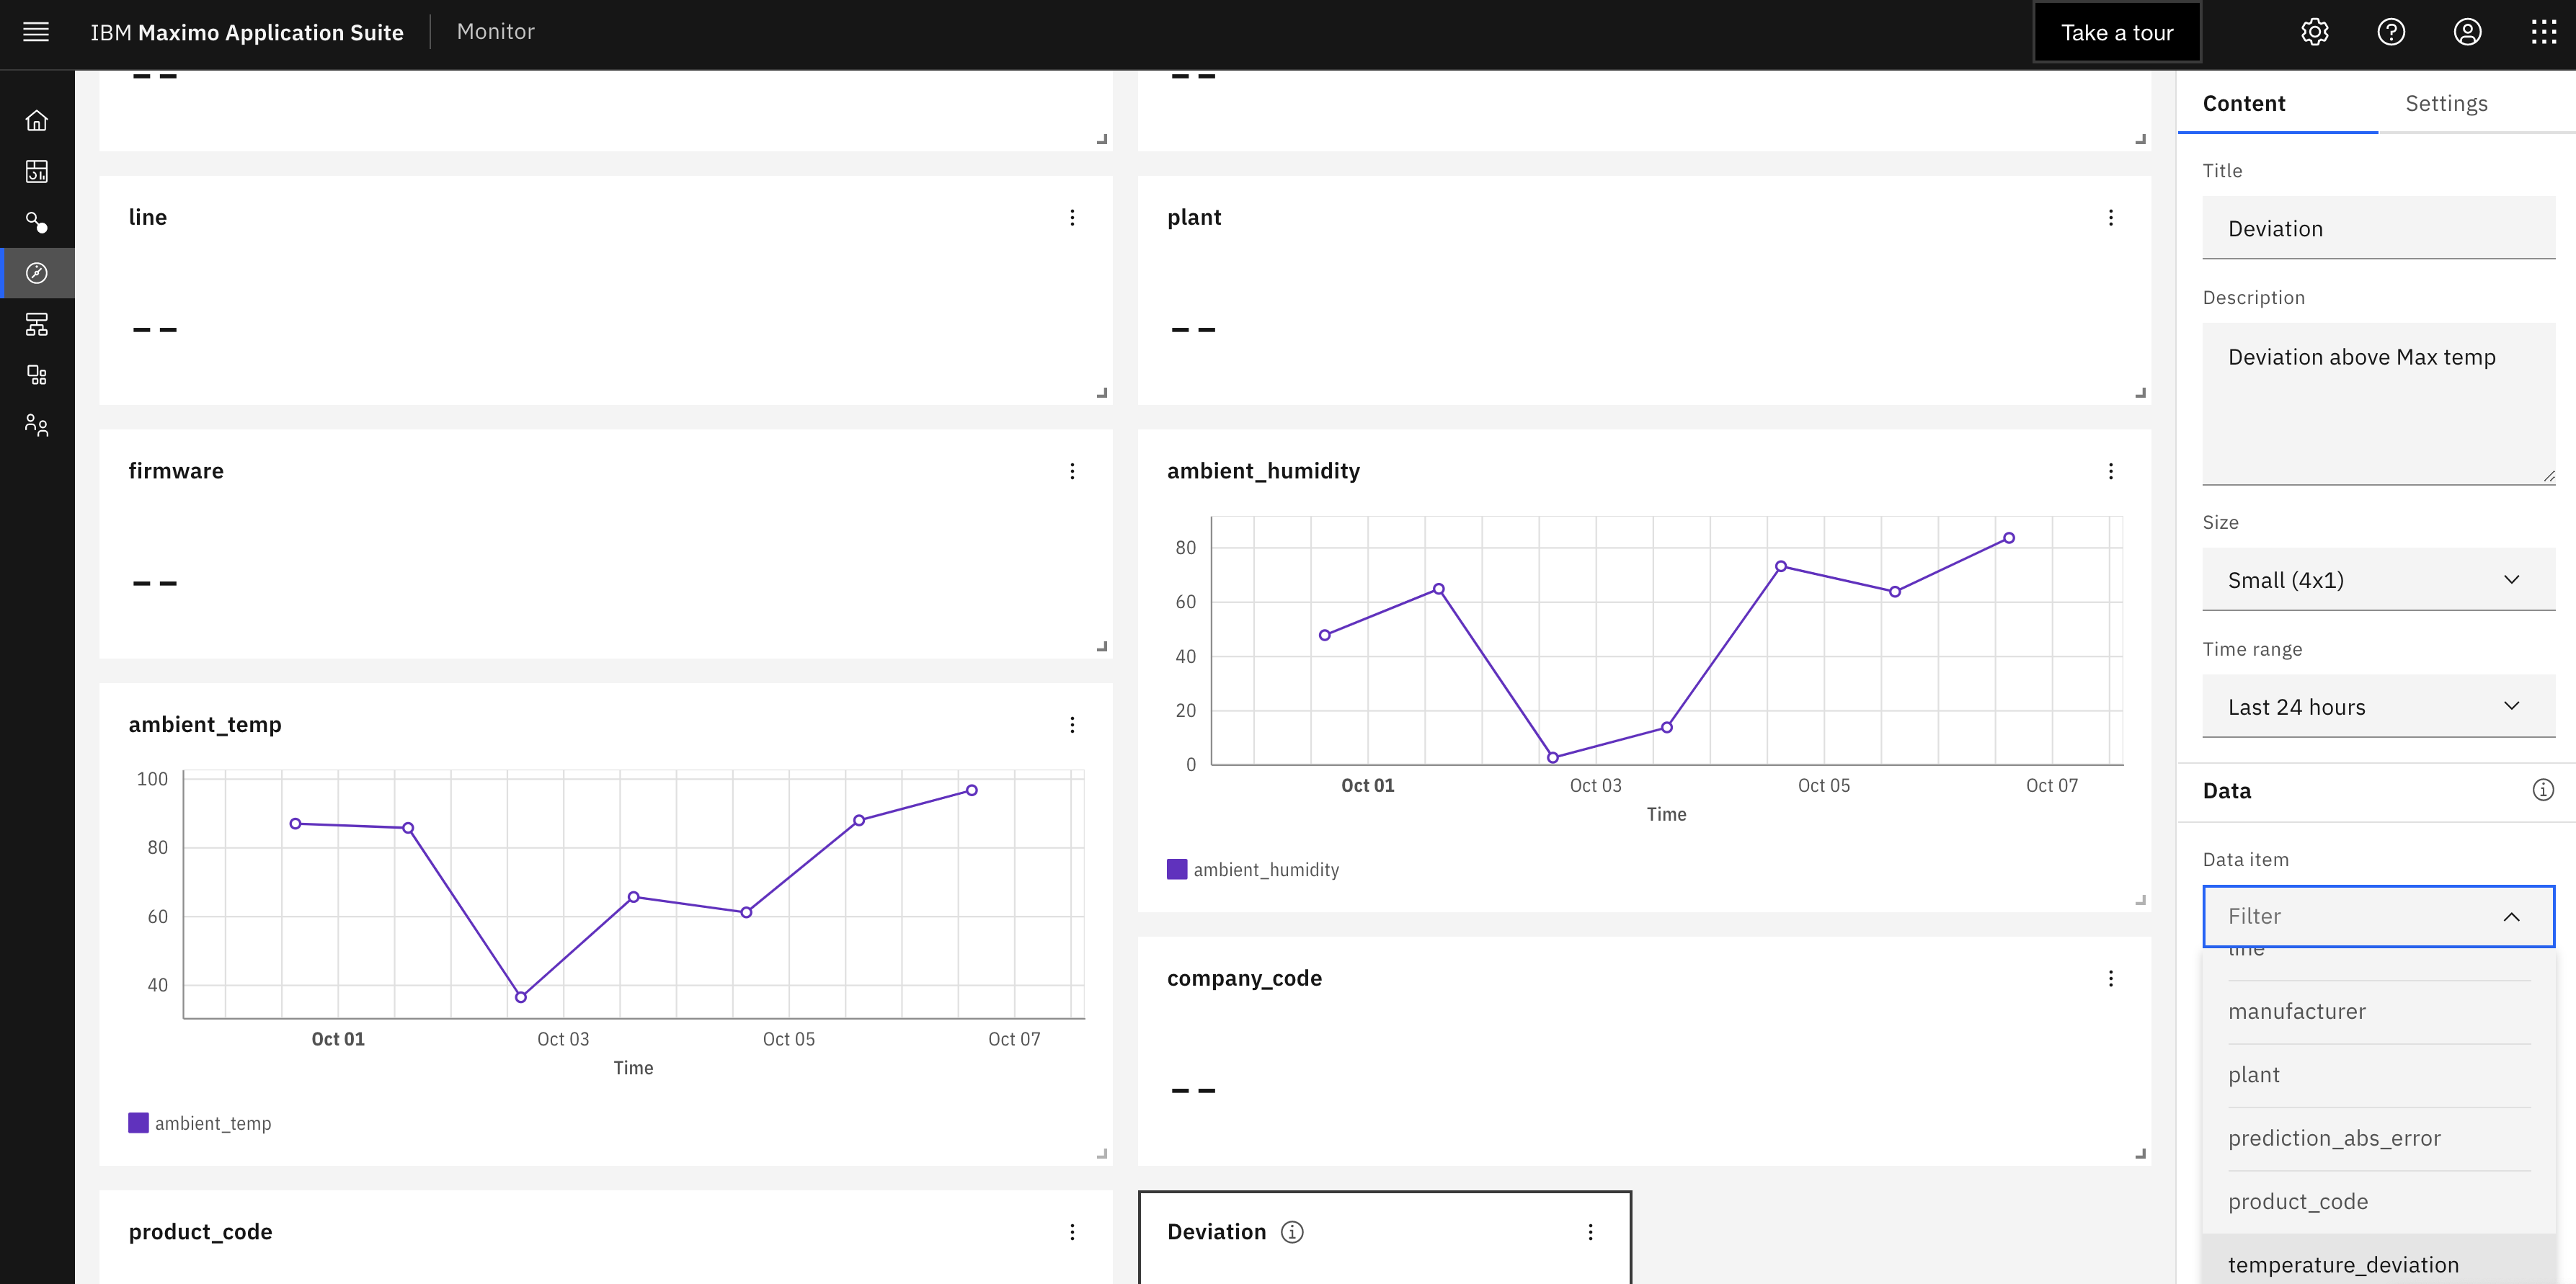 IBM Maximo Application Suite
Monitor
Take a tour
--
--
line
--
plant
--
firmware
--
ambient_humidity
80
60
40
20
0
Oct 01
Oct 03
Oct 05
Oct 07
Time
ambient_humidity
ambient_temp
100
80
60
40
Oct 01
Oct 03
Oct 05
Oct 07
Time
ambient_temp
company_code
--
product_code
Deviation
Content
Settings
Title
Deviation
Description
Deviation above Max temp
Size
Small (4x1)
Time range
Last 24 hours
Data
Data item
Filter
line
manufacturer
plant
prediction_abs_error
product_code
temperature_deviation